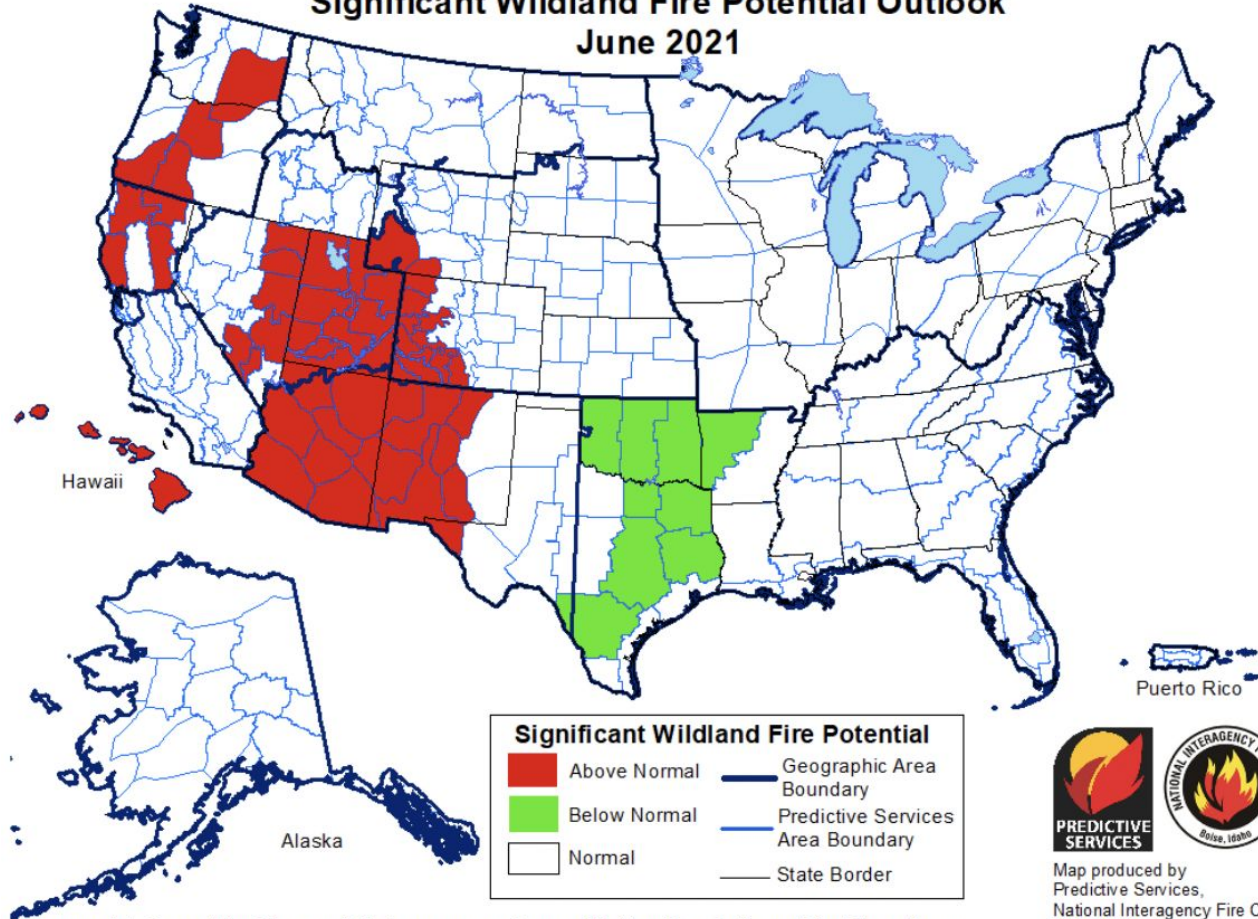 Significant Wildland Fire Potential Outlook
June 2021
Hawaii
Alaska
Puerto Rico
Significant Wildland Fire Potential
Above Normal
Below Normal
Normal
Geographic Area
Boundary
Predictive Services
Area Boundary
State Border
PREDICTIVE
SERVICES
NATIONAL INTERAGENCY
Boise, Idaho
Map produced by
Predictive Services,
National Interagency Fire